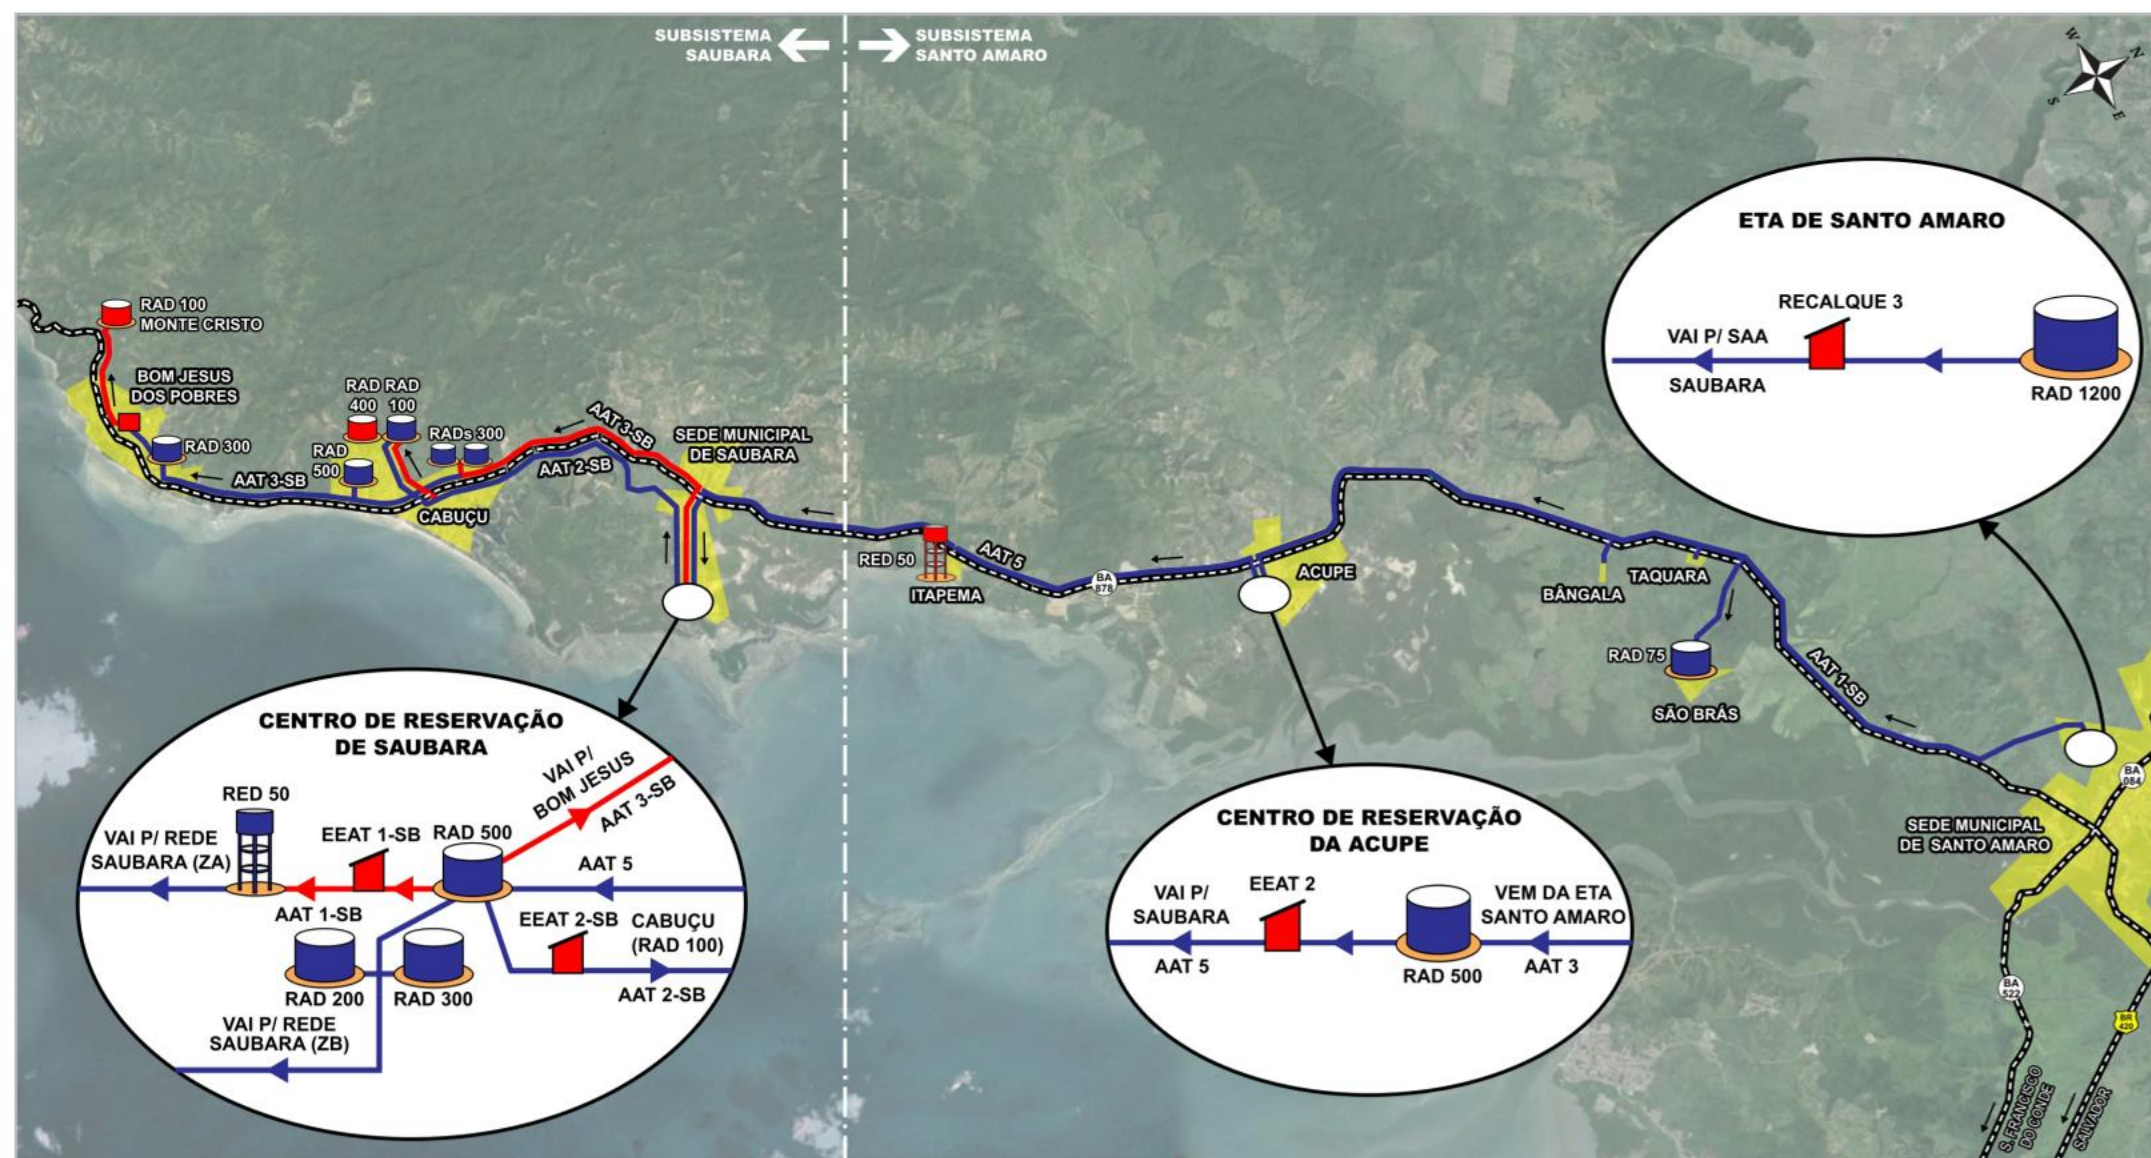 SUBSISTEMA
SAUBARA
SUBSISTEMA
SANTO AMARO
W
N
S
E
ETA DE SANTO AMARO
RECALQUE 3
VAI P/ SAA
SAUBARA
RAD 1200
RAD 100
MONTE CRISTO
BOM JESUS
DOS POBRES
RAD 300
AAT 3-SB
RAD
400
RAD
100
RAD
500
RADs 300
CABUÇU
AAT 3-SB
AAT 2-SB
SEDE MUNICIPAL
DE SAUBARA
RED 50
ITAPEMA
AAT 5
BA
878
ACUPE
BÂNGALA
TAQUARA
RAD 75
SÃO BRÁS
AAT 1-SB
SEDE MUNICIPAL
DE SANTO AMARO
BA
084
BA
522
BR
420
S. FRANCISCO
DO CONDE
SALVADOR
CENTRO DE RESERVAÇÃO
DE SAUBARA
RED 50
VAI P/ REDE
SAUBARA (ZA)
EEAT 1-SB
RAD 500
VAI P/
BOM JESUS
AAT 3-SB
AAT 5
AAT 1-SB
EEAT 2-SB
CABUÇU
(RAD 100)
RAD 200
RAD 300
AAT 2-SB
VAI P/ REDE
SAUBARA (ZB)
CENTRO DE RESERVAÇÃO
DA ACUPE
VAI P/
SAUBARA
EEAT 2
VEM DA ETA
SANTO AMARO
AAT 5
RAD 500
AAT 3